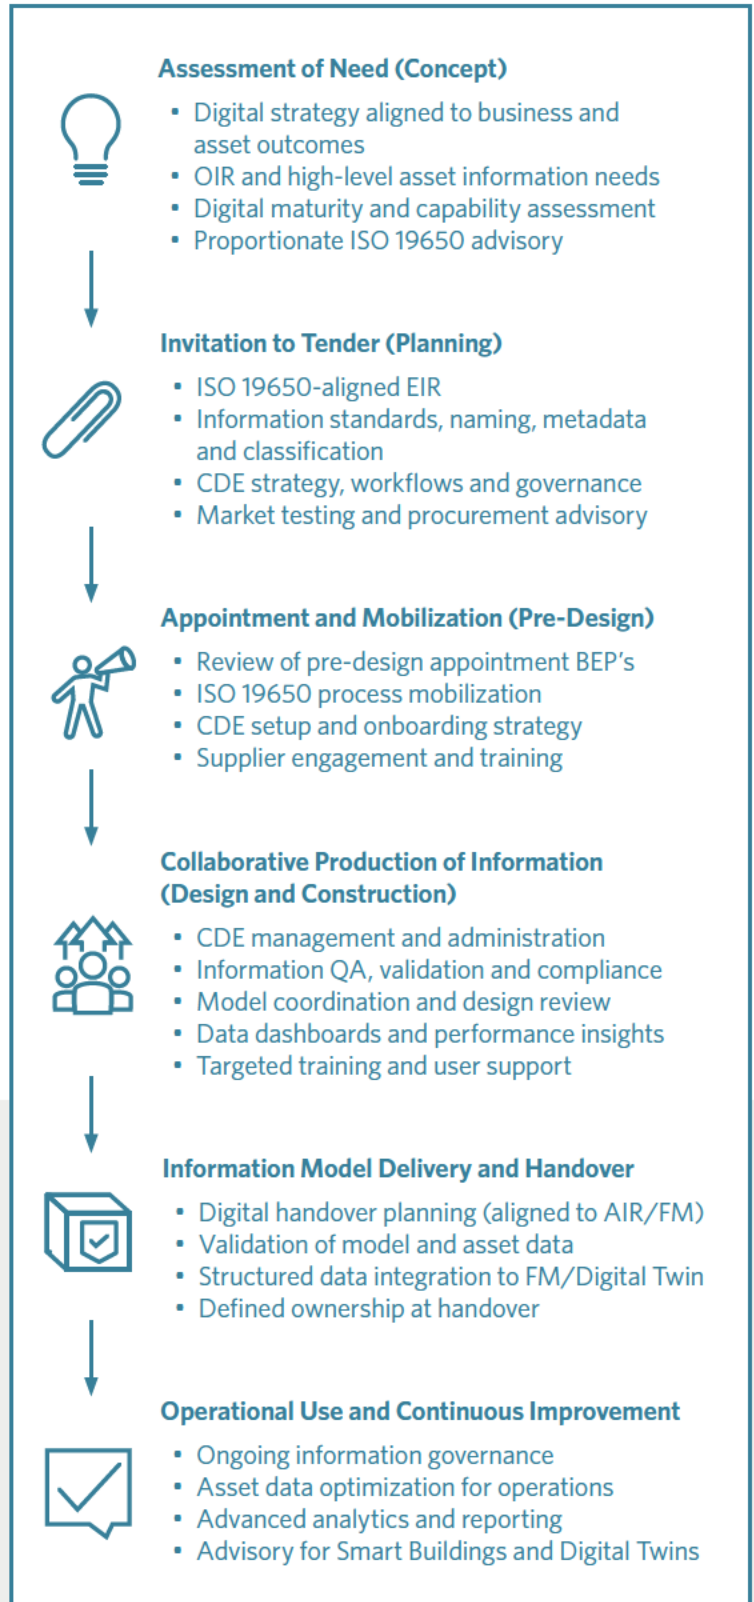 Assessment of Need (Concept)
• Digital strategy aligned to business and
asset outcomes
• OIR and high-level asset information needs
• Digital maturity and capability assessment
• Proportionate ISO 19650 advisory
Invitation to Tender (Planning)
• ISO 19650-aligned EIR
• Information standards, naming, metadata
and classification
• CDE strategy, workflows and governance
• Market testing and procurement advisory
Appointment and Mobilization (Pre-Design)
• Review of pre-design appointment BEP’s
• ISO 19650 process mobilization
• CDE setup and onboarding strategy
• Supplier engagement and training
Collaborative Production of Information
(Design and Construction)
• CDE management and administration
• Information QA, validation and compliance
• Model coordination and design review
• Data dashboards and performance insights
• Targeted training and user support
Information Model Delivery and Handover
• Digital handover planning (aligned to AIR/FM)
• Validation of model and asset data
• Structured data integration to FM/Digital Twin
• Defined ownership at handover
Operational Use and Continuous Improvement
• Ongoing information governance
• Asset data optimization for operations
• Advanced analytics and reporting
• Advisory for Smart Buildings and Digital Twins